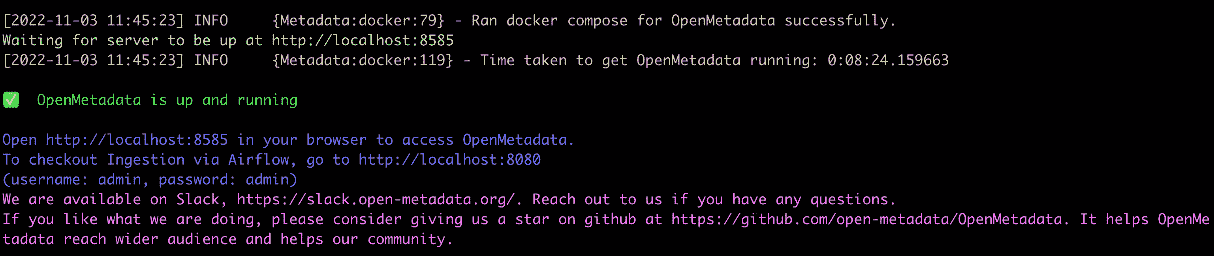 [2022-11-03 11:45:23] INFO     {Metadata:docker:79} - Ran docker compose for OpenMetadata successfully.
Waiting for server to be up at http://localhost:8585
[2022-11-03 11:45:23] INFO     {Metadata:docker:119} - Time taken to get OpenMetadata running: 0:08:24.159663
✅  OpenMetadata is up and running
Open http://localhost:8585 in your browser to access OpenMetadata.
To checkout Ingestion via Airflow, go to http://localhost:8080
(username: admin, password: admin)
We are available on Slack, https://slack.open-metadata.org/. Reach out to us if you have any questions.
If you like what we are doing, please consider giving us a star on github at https://github.com/open-metadata/OpenMetadata. It helps OpenMe
tadata reach wider audience and helps our community.